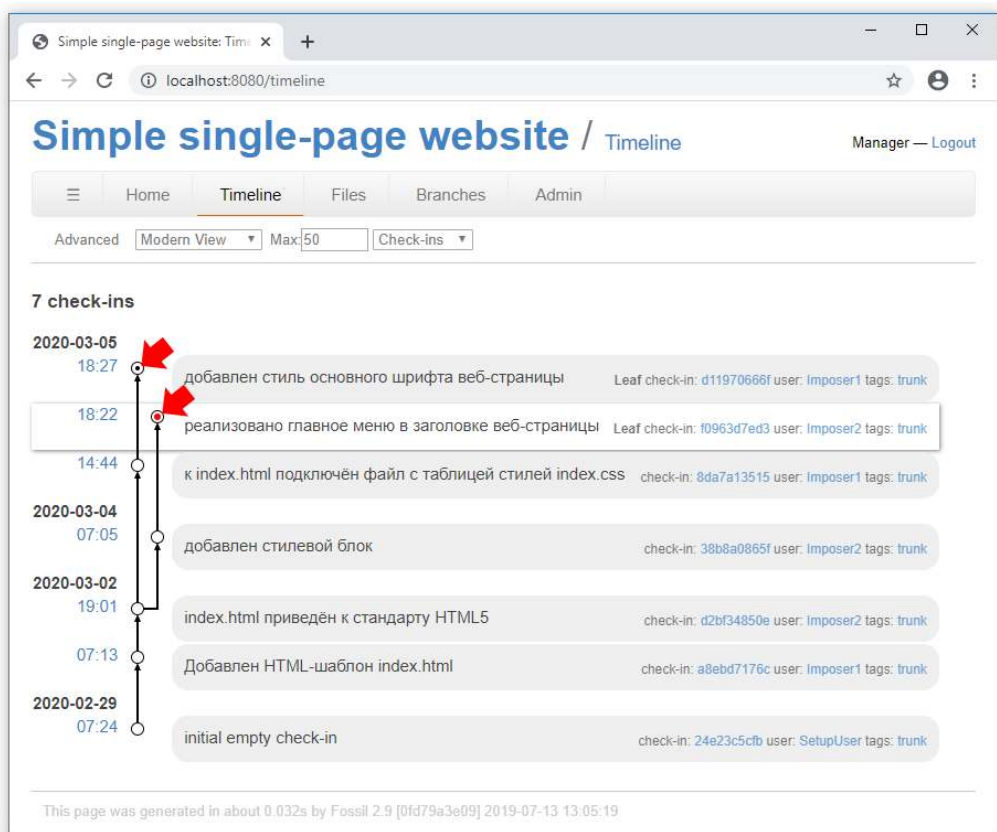 Simple single-page website: Tim
localhost:8080/timeline
Simple single-page website / Timeline
Manager — Logout
☰ Home Timeline Files Branches Admin
Advanced Modern View ▼ Max: 50 Check-ins ▼
7 check-ins
2020-03-05
18:27 добавлен стиль основного шрифта веб-страницы Leaf check-in: d11970666f user: Imposer1 tags: trunk
18:22 реализовано главное меню в заголовке веб-страницы Leaf check-in: f0963d7ed3 user: Imposer2 tags: trunk
14:44 к index.html подключён файл с таблицей стилей index.css check-in: 8da7a13515 user: Imposer1 tags: trunk
2020-03-04
07:05 добавлен стилевой блок check-in: 38b8a0865f user: Imposer2 tags: trunk
2020-03-02
19:01 index.html приведён к стандарту HTML5 check-in: d2bf34850e user: Imposer2 tags: trunk
07:13 Добавлен HTML-шаблон index.html check-in: a8ebd7176c user: Imposer1 tags: trunk
2020-02-29
07:24 initial empty check-in check-in: 24e23c5cfb user: SetupUser tags: trunk
This page was generated in about 0.032s by Fossil 2.9 [0fd79a3e09] 2019-07-13 13:05:19